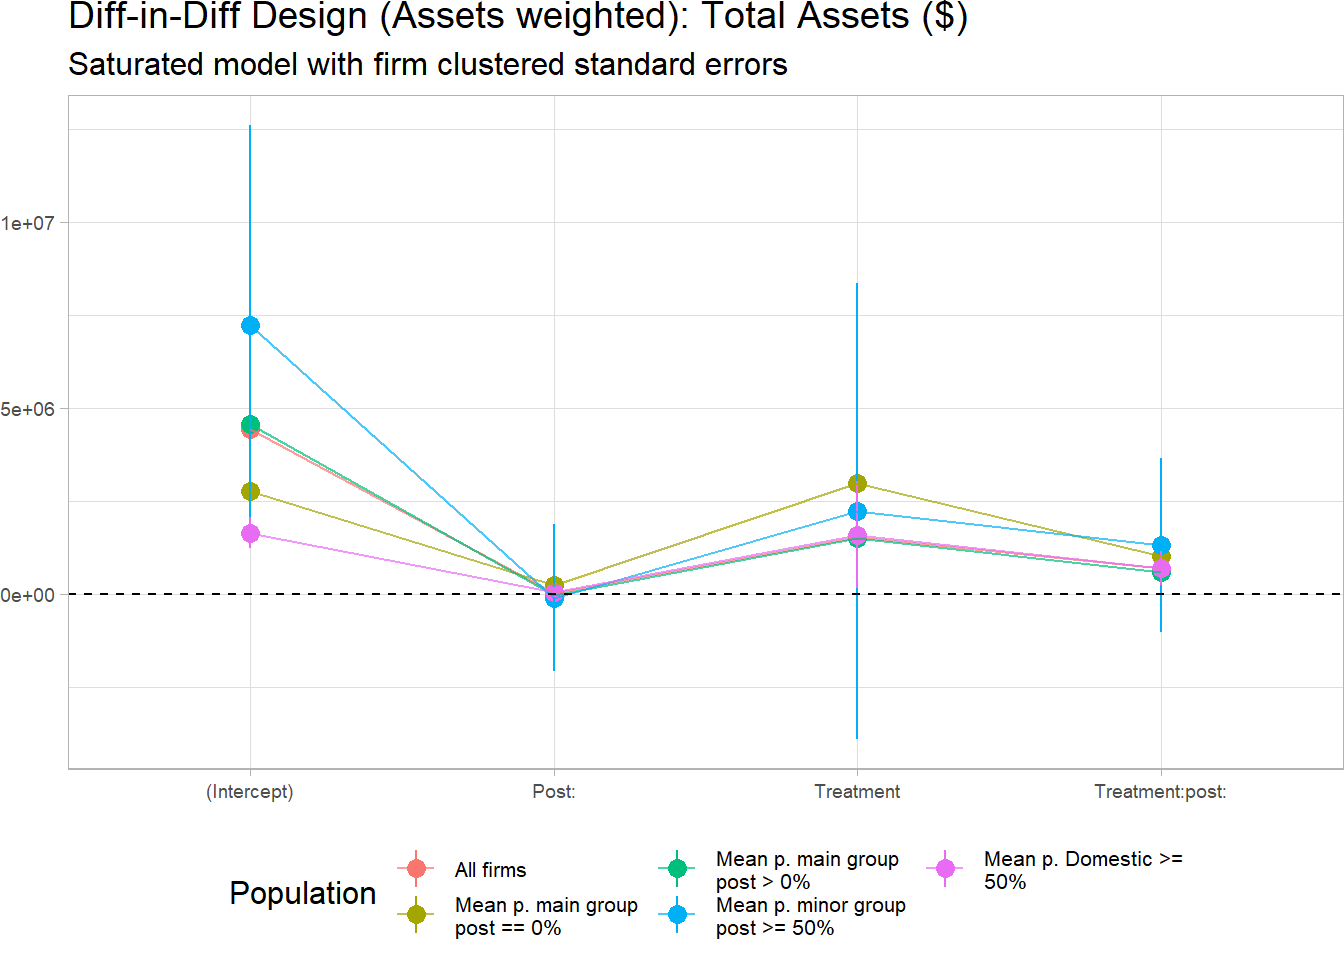 Diff-in-Diff Design (Assets weighted): Total Assets ($)
Saturated model with firm clustered standard errors
1e+07
5e+06
0e+00
(Intercept)
Post:
Treatment
Treatment:post:
Population
All firms
Mean p. main group
post == 0%
Mean p. main group
post > 0%
Mean p. minor group
post >= 50%
Mean p. Domestic >=
50%